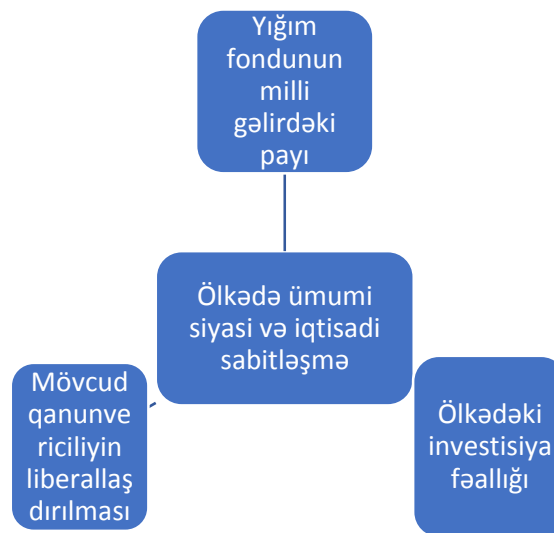 Yığım
fondunun
milli
gəlirdəki
payı
Ölkədə ümumi
siyasi və iqtisadi
sabitləşmə
Mövcud
qanunve
riciliyin
liberallaş
dırılması
Ölkədəki
investisiya
fəallığı